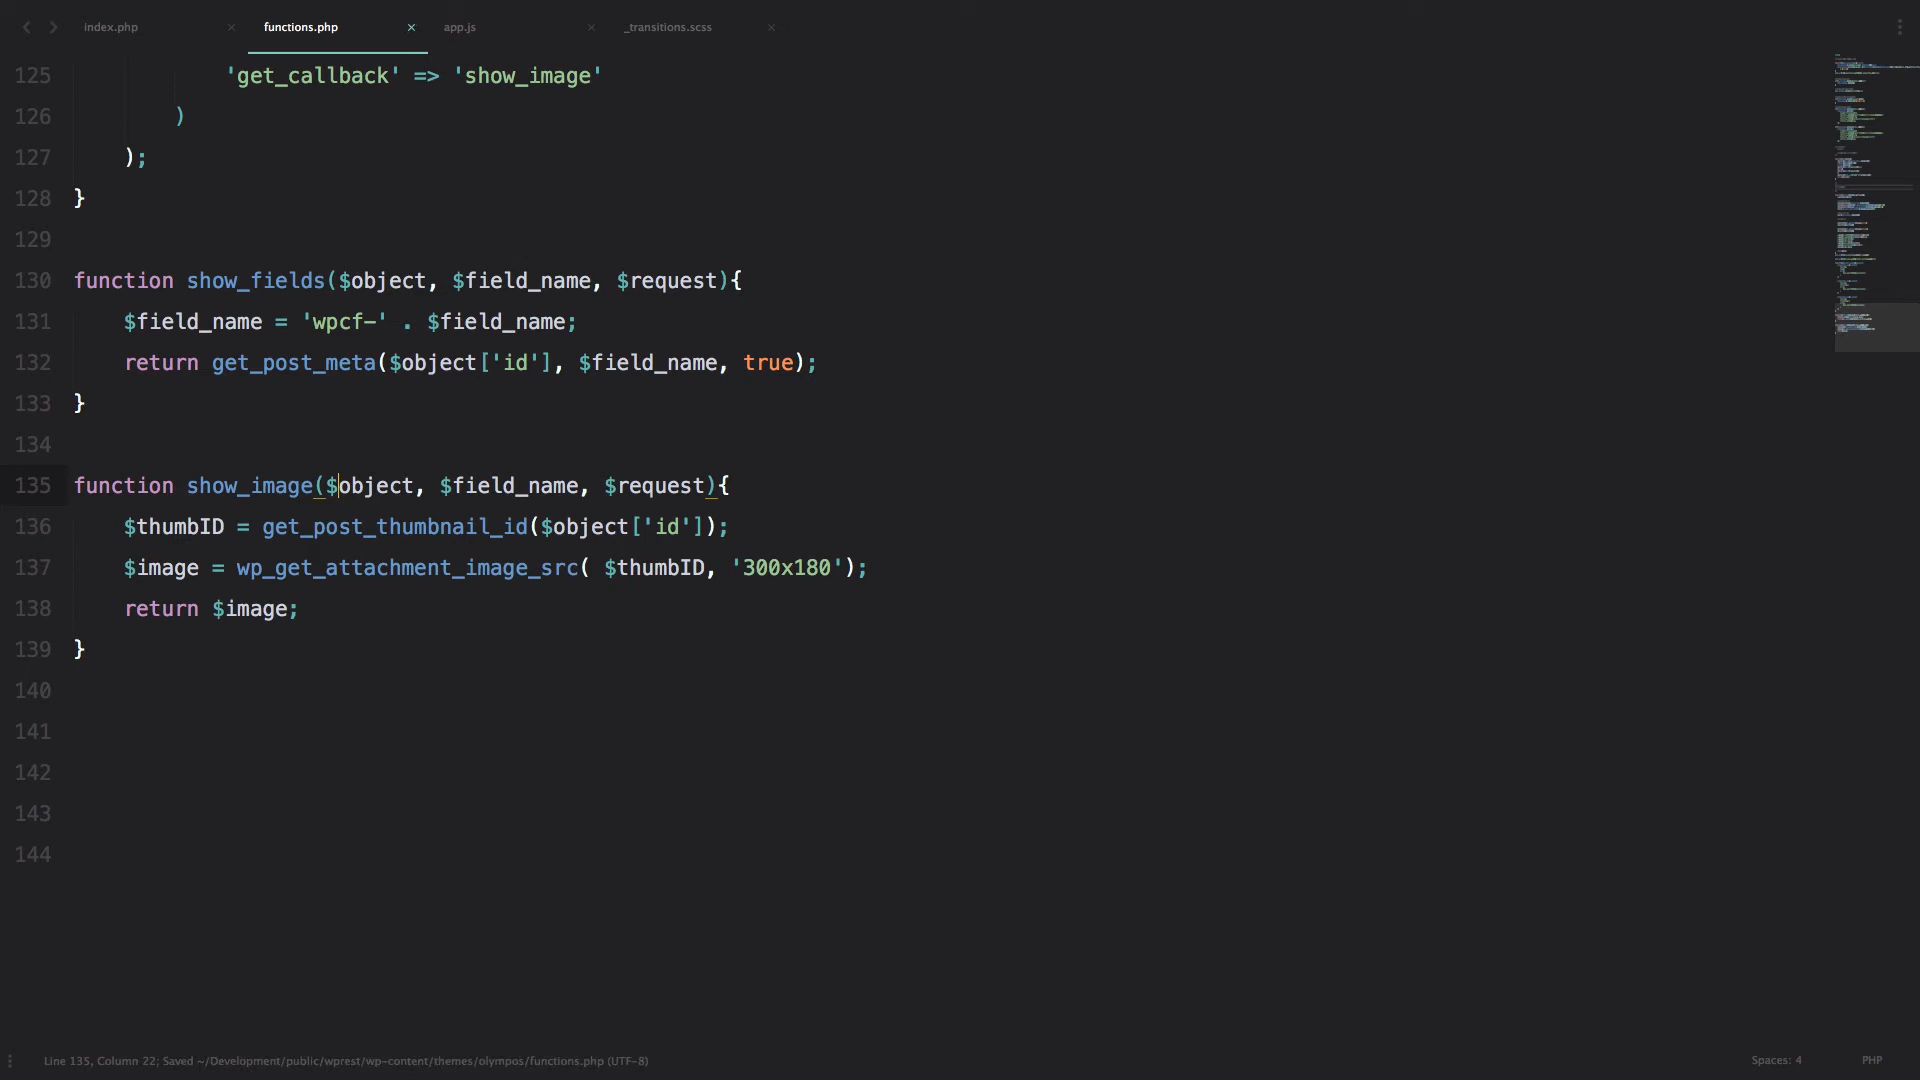 index.php × functions.php × app.js × _transitions.scss ×
125 'get_callback' => 'show_image'
126 )
127 );
128 }
129
130 function show_fields($object, $field_name, $request){
131 $field_name = 'wpcf-' . $field_name;
132 return get_post_meta($object['id'], $field_name, true);
133 }
134
135 function show_image($object, $field_name, $request){
136 $thumbID = get_post_thumbnail_id($object['id']);
137 $image = wp_get_attachment_image_src( $thumbID, '300x180');
138 return $image;
139 }
140
141
142
143
144
Line 135, Column 22; Saved ~/Development/public/wprest/wp-content/themes/olympos/functions.php (UTF-8) Spaces: 4 PHP